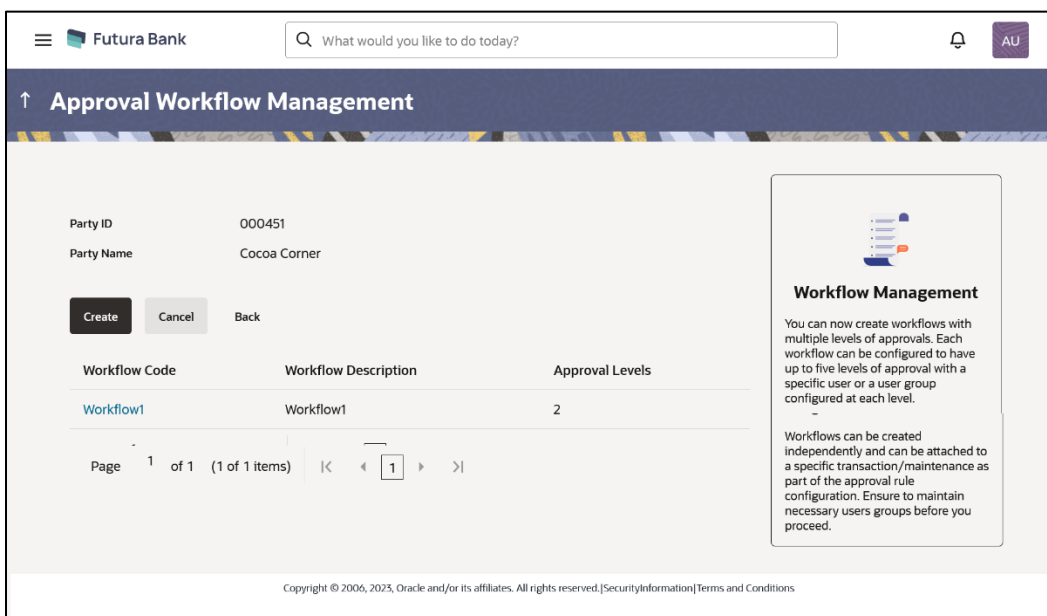 Futura Bank
What would you like to do today?
AU
↑ Approval Workflow Management
Party ID 000451
Party Name Cocoa Corner
Create Cancel Back
Workflow Code Workflow Description Approval Levels
Workflow1 Workflow1 2
Page 1 of 1 (1 of 1 items) 1
Workflow Management
You can now create workflows with
multiple levels of approvals. Each
workflow can be configured to have
up to five levels of approval with a
specific user or a user group
configured at each level.
Workflows can be created
independently and can be attached to
a specific transaction/maintenance as
part of the approval rule
configuration. Ensure to maintain
necessary users groups before you
proceed.
Copyright © 2006, 2023, Oracle and/or its affiliates. All rights reserved.|SecurityInformation|Terms and Conditions